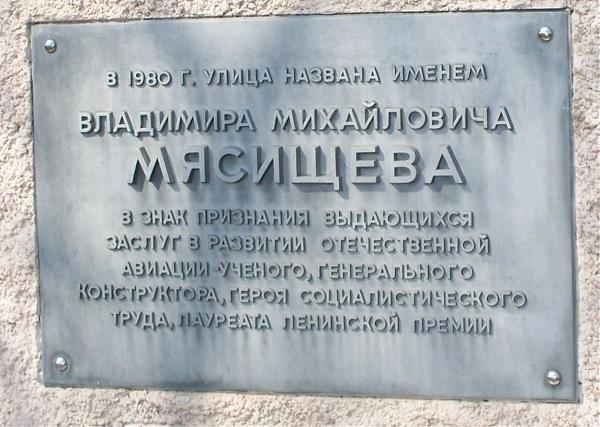 В 1980 Г. УЛИЦА НАЗВАНА ИМЕНЕМ
ВЛАДИМИРА МИХАЙЛОВИЧА
МЯСИЩЕВА
В ЗНАК ПРИЗНАНИЯ ВЫДАЮЩИХСЯ
ЗАСЛУГ В РАЗВИТИИ ОТЕЧЕСТВЕННОЙ
АВИАЦИИ-УЧЕНОГО, ГЕНЕРАЛЬНОГО
КОНСТРУКТОРА, ГЕРОЯ СОЦИАЛИСТИЧЕСКОГО
ТРУДА, ЛАУРЕАТА ЛЕНИНСКОЙ ПРЕМИИ